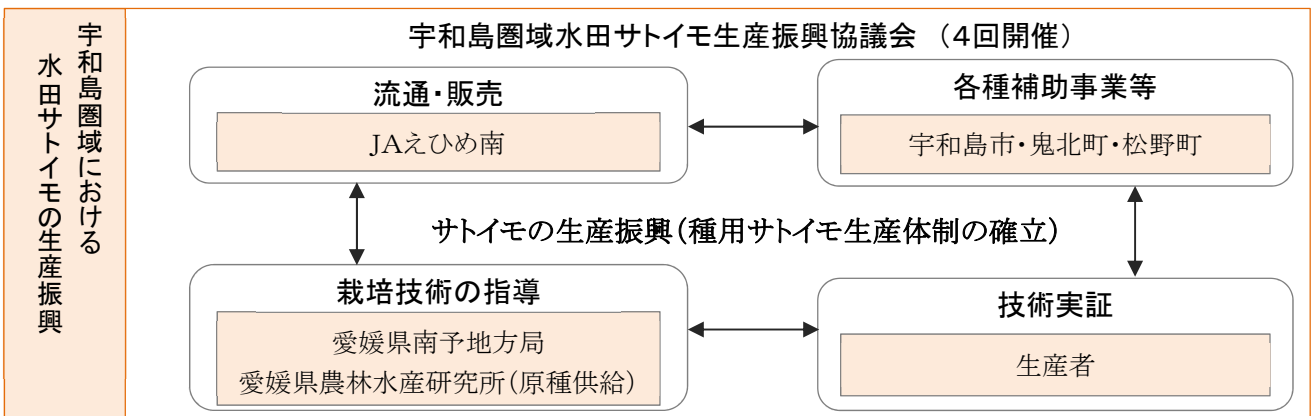 宇和島圏域における
水田サトイモの生産振興
宇和島圏域水田サトイモ生産振興協議会 （４回開催）
流通・販売
JAえひめ南
各種補助事業等
宇和島市・鬼北町・松野町
サトイモの生産振興（種用サトイモ生産体制の確立）
栽培技術の指導
愛媛県南予地方局
愛媛県農林水産研究所（原種供給）
技術実証
生産者